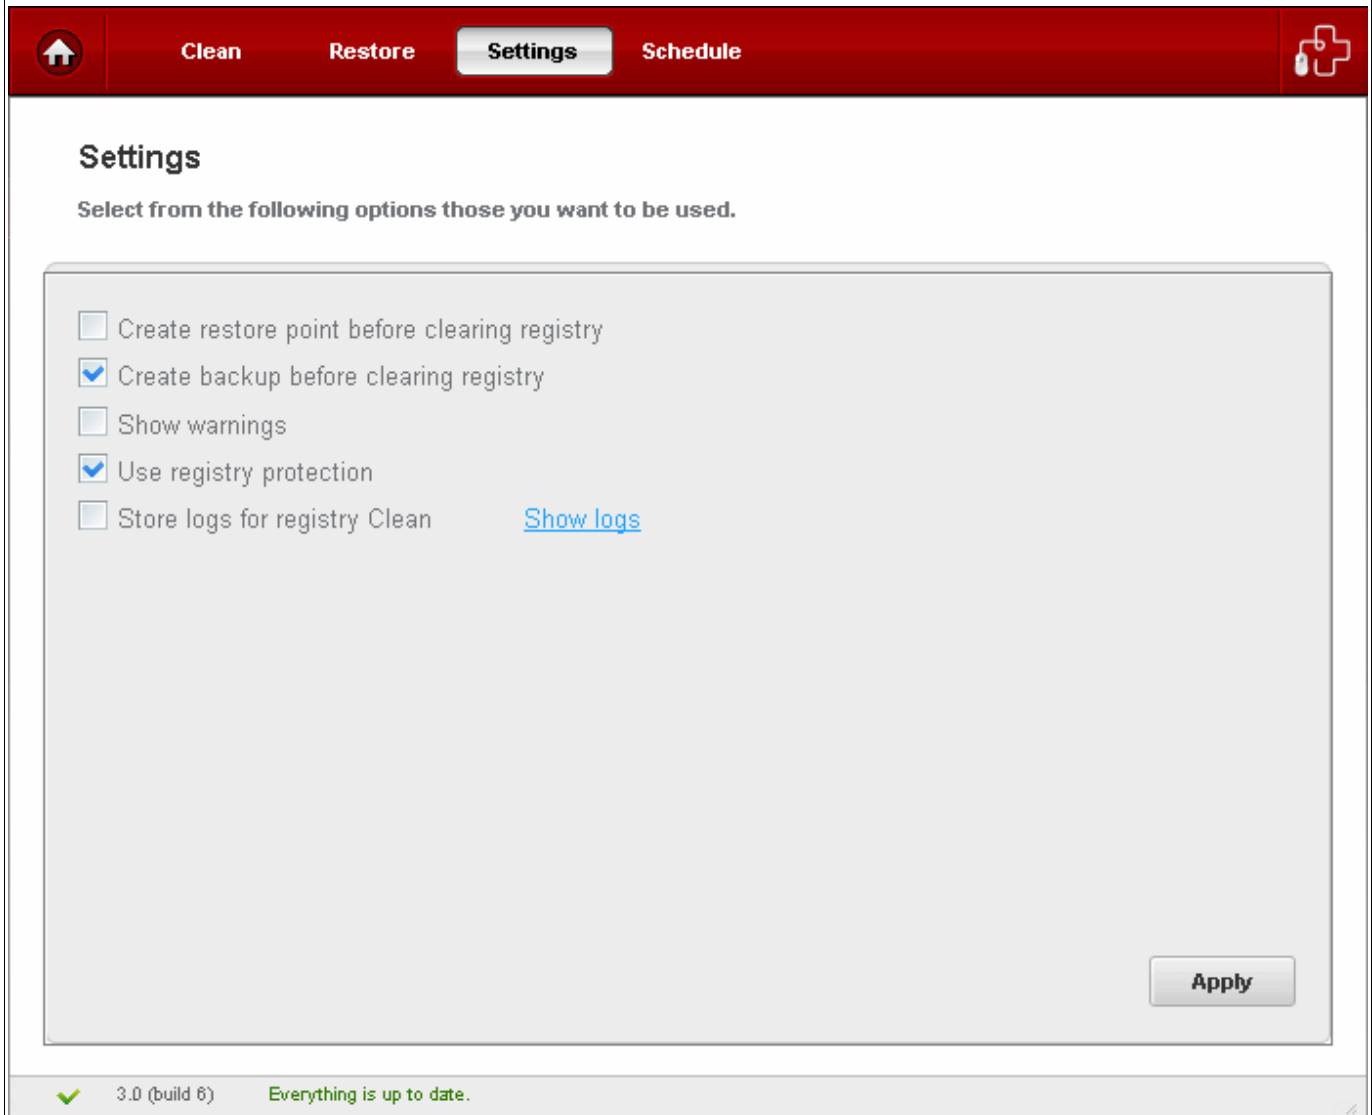 Clean Restore Settings Schedule
Settings
Select from the following options those you want to be used.
Create restore point before clearing registry
Create backup before clearing registry
Show warnings
Use registry protection
Store logs for registry Clean Show logs
Apply
3.0 (build 6) Everything is up to date.